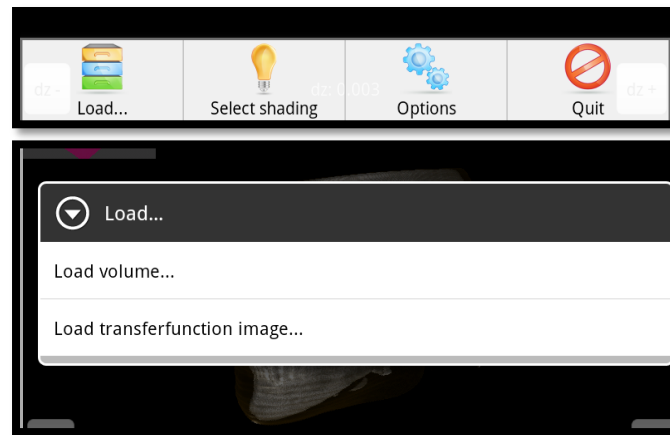 dz -
dz: 0.003
dz +
Load...
Select shading
Options
Quit
Load...
Load volume...
Load transferfunction image...